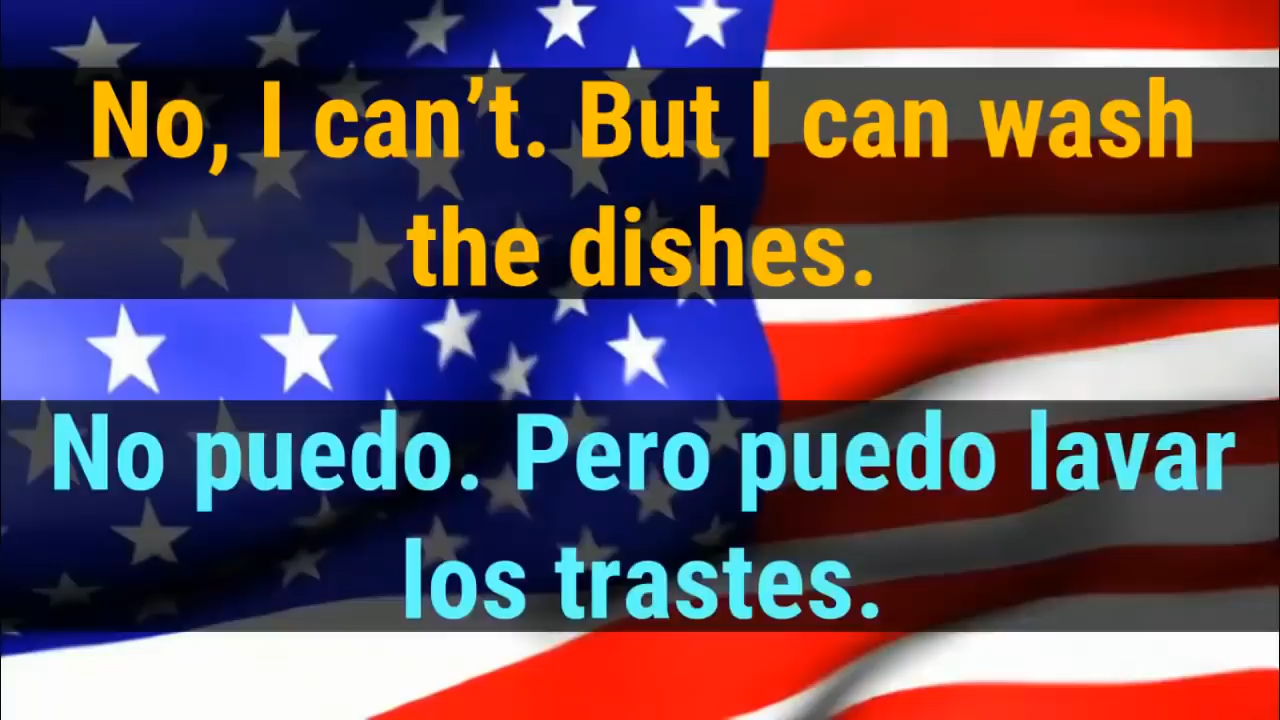 No, I can’t. But I can wash
the dishes.
No puedo. Pero puedo lavar
los trastes.